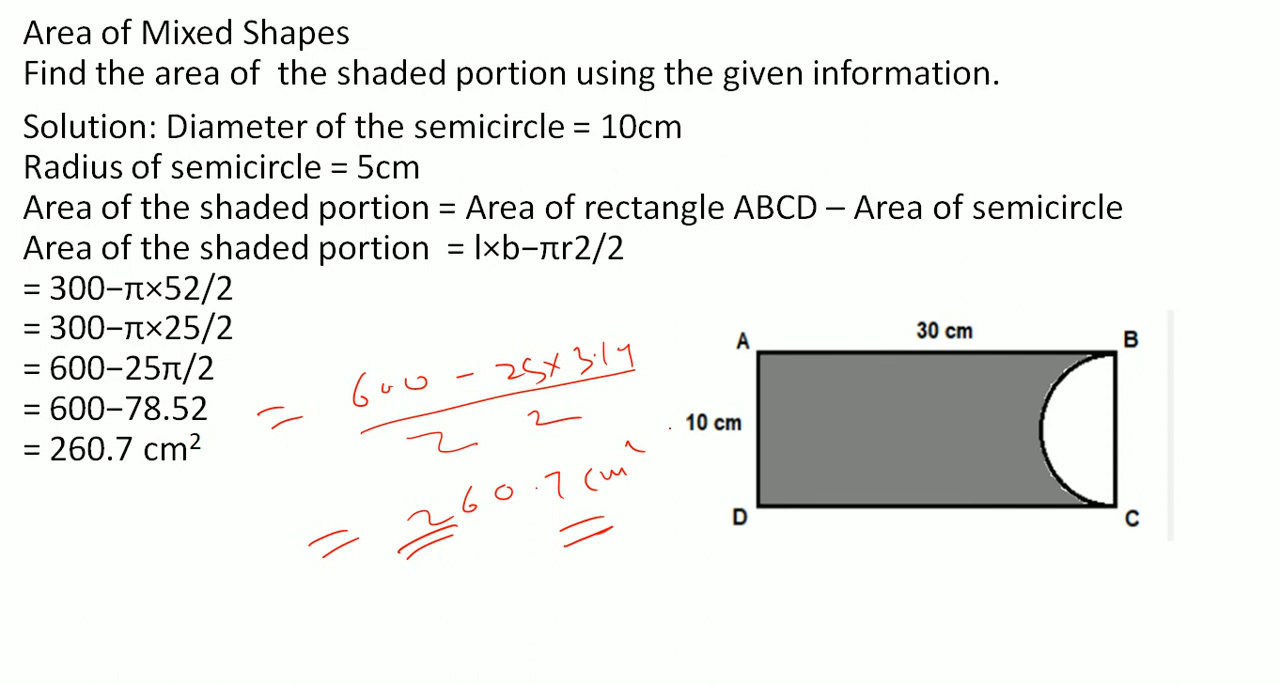 Area of Mixed Shapes
Find the area of the shaded portion using the given information.
Solution: Diameter of the semicircle = 10cm
Radius of semicircle = 5cm
Area of the shaded portion = Area of rectangle ABCD – Area of semicircle
Area of the shaded portion = l×b−πr2/2
= 300−π×52/2
= 300−π×25/2
= 600−25π/2
= 600−78.52
= 260.7 cm²
= 600 - 25×3.14
2 2
= 260.7 cm²
A 30 cm B
10 cm
D C